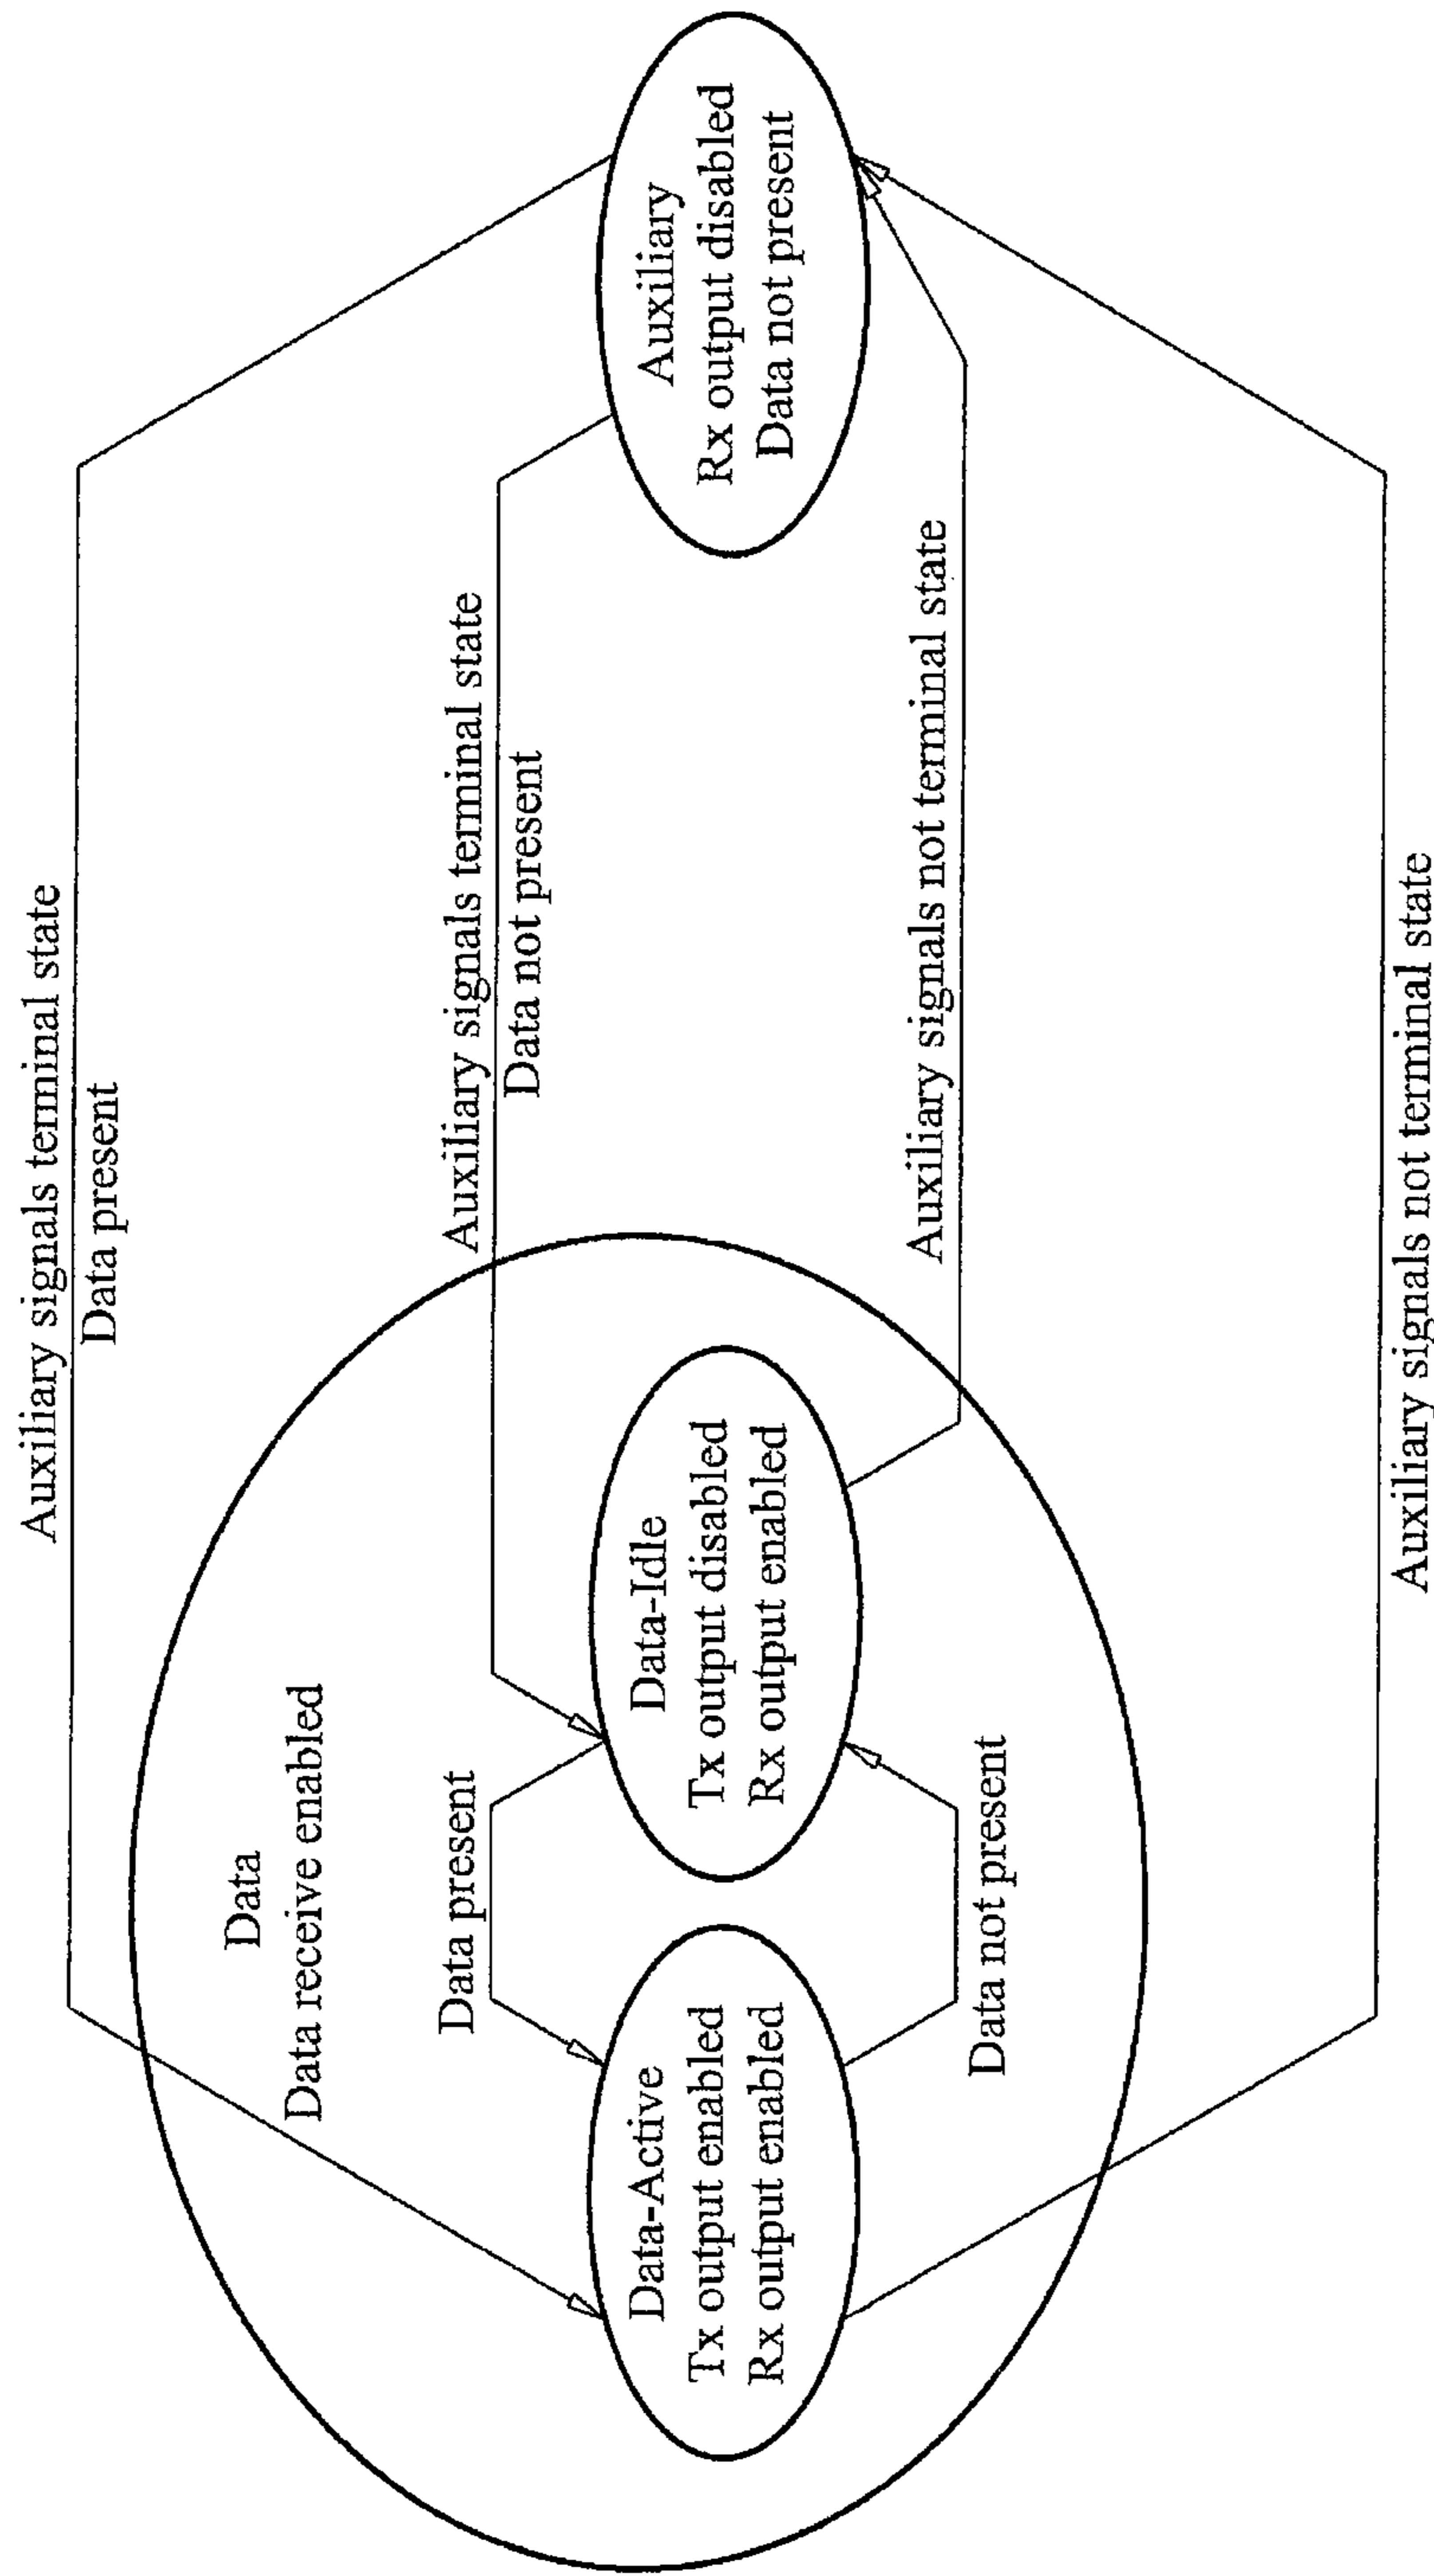 Auxiliary signals terminal state
Data present
Data
Data receive enabled
Auxiliary signals terminal state
Data not present
Data present
Data-Active
Tx output enabled
Rx output enabled
Data-Idle
Tx output disabled
Rx output enabled
Auxiliary
Rx output disabled
Data not present
Auxiliary signals not terminal state
Data not present
Auxiliary signals not terminal state